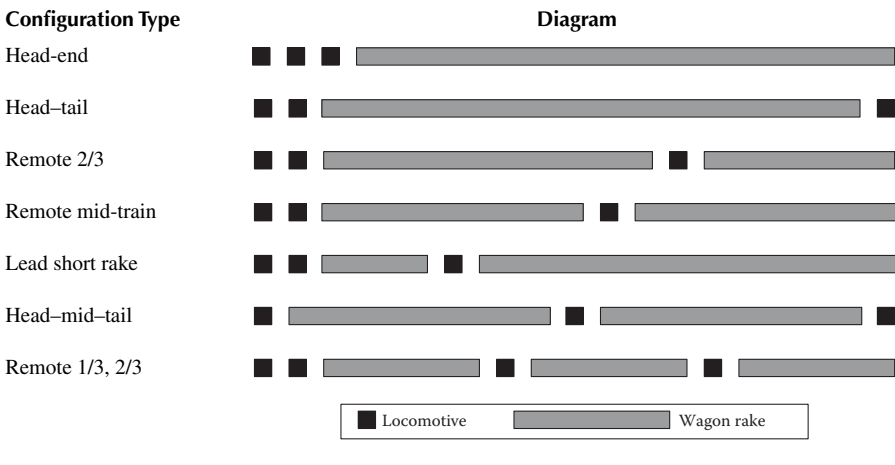 Configuration Type Diagram
Head-end
Head–tail
Remote 2/3
Remote mid-train
Lead short rake
Head–mid–tail
Remote 1/3, 2/3
Locomotive Wagon rake